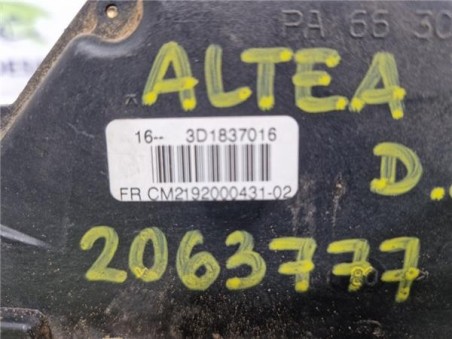 PA 66 30
ALTEA
16-- 3D1837016
D..
FR CM2192000431-02
2063777